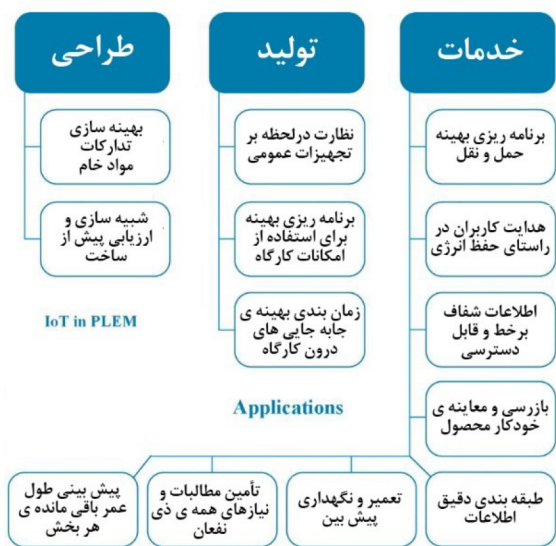 خدمات
برنامه ریزی بهینه
حمل و نقل
هدایت کاربران در
راستای حفظ انرژی
اطلاعات شفاف
برخط و قابل
دسترسی
بازرسی و معاینه ی
خودکار محصول
طبقه بندی دقیق
اطلاعات
تعمیر و نگهداری
پیش بین
تأمین مطالبات و
نیازهای همه ی ذی
نفعان
پیش بینی طول
عمر باقی مانده ی
هر بخش
تولید
نظارت درلحظه بر
تجهیزات عمومی
برنامه ریزی بهینه
برای استفاده از
امکانات کارگاه
زمان بندی بهینه ی
جابه جایی های
درون کارگاه
طراحی
بهینه سازی
تدارکات
مواد خام
شبیه سازی و
ارزیابی پیش از
ساخت
IoT in PLEM
Applications